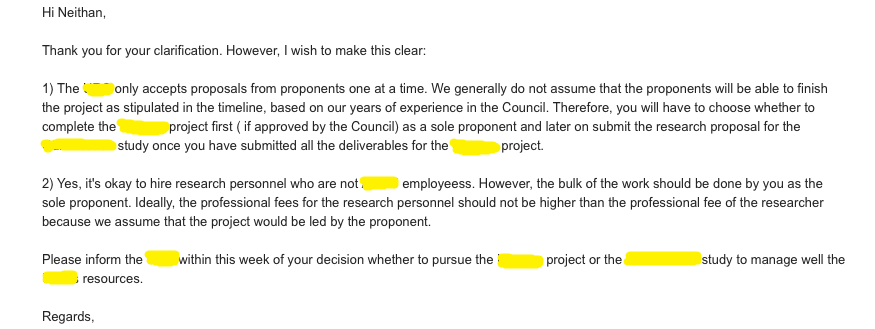 Hi Neithan,
Thank you for your clarification. However, I wish to make this clear:
1) The only accepts proposals from proponents one at a time. We generally do not assume that the proponents will be able to finish
the project as stipulated in the timeline, based on our years of experience in the Council. Therefore, you will have to choose whether to
complete the project first ( if approved by the Council) as a sole proponent and later on submit the research proposal for the
study once you have submitted all the deliverables for the project.
2) Yes, it's okay to hire research personnel who are not employeess. However, the bulk of the work should be done by you as the
sole proponent. Ideally, the professional fees for the research personnel should not be higher than the professional fee of the researcher
because we assume that the project would be led by the proponent.
Please inform the within this week of your decision whether to pursue the project or the study to manage well the
resources.
Regards,